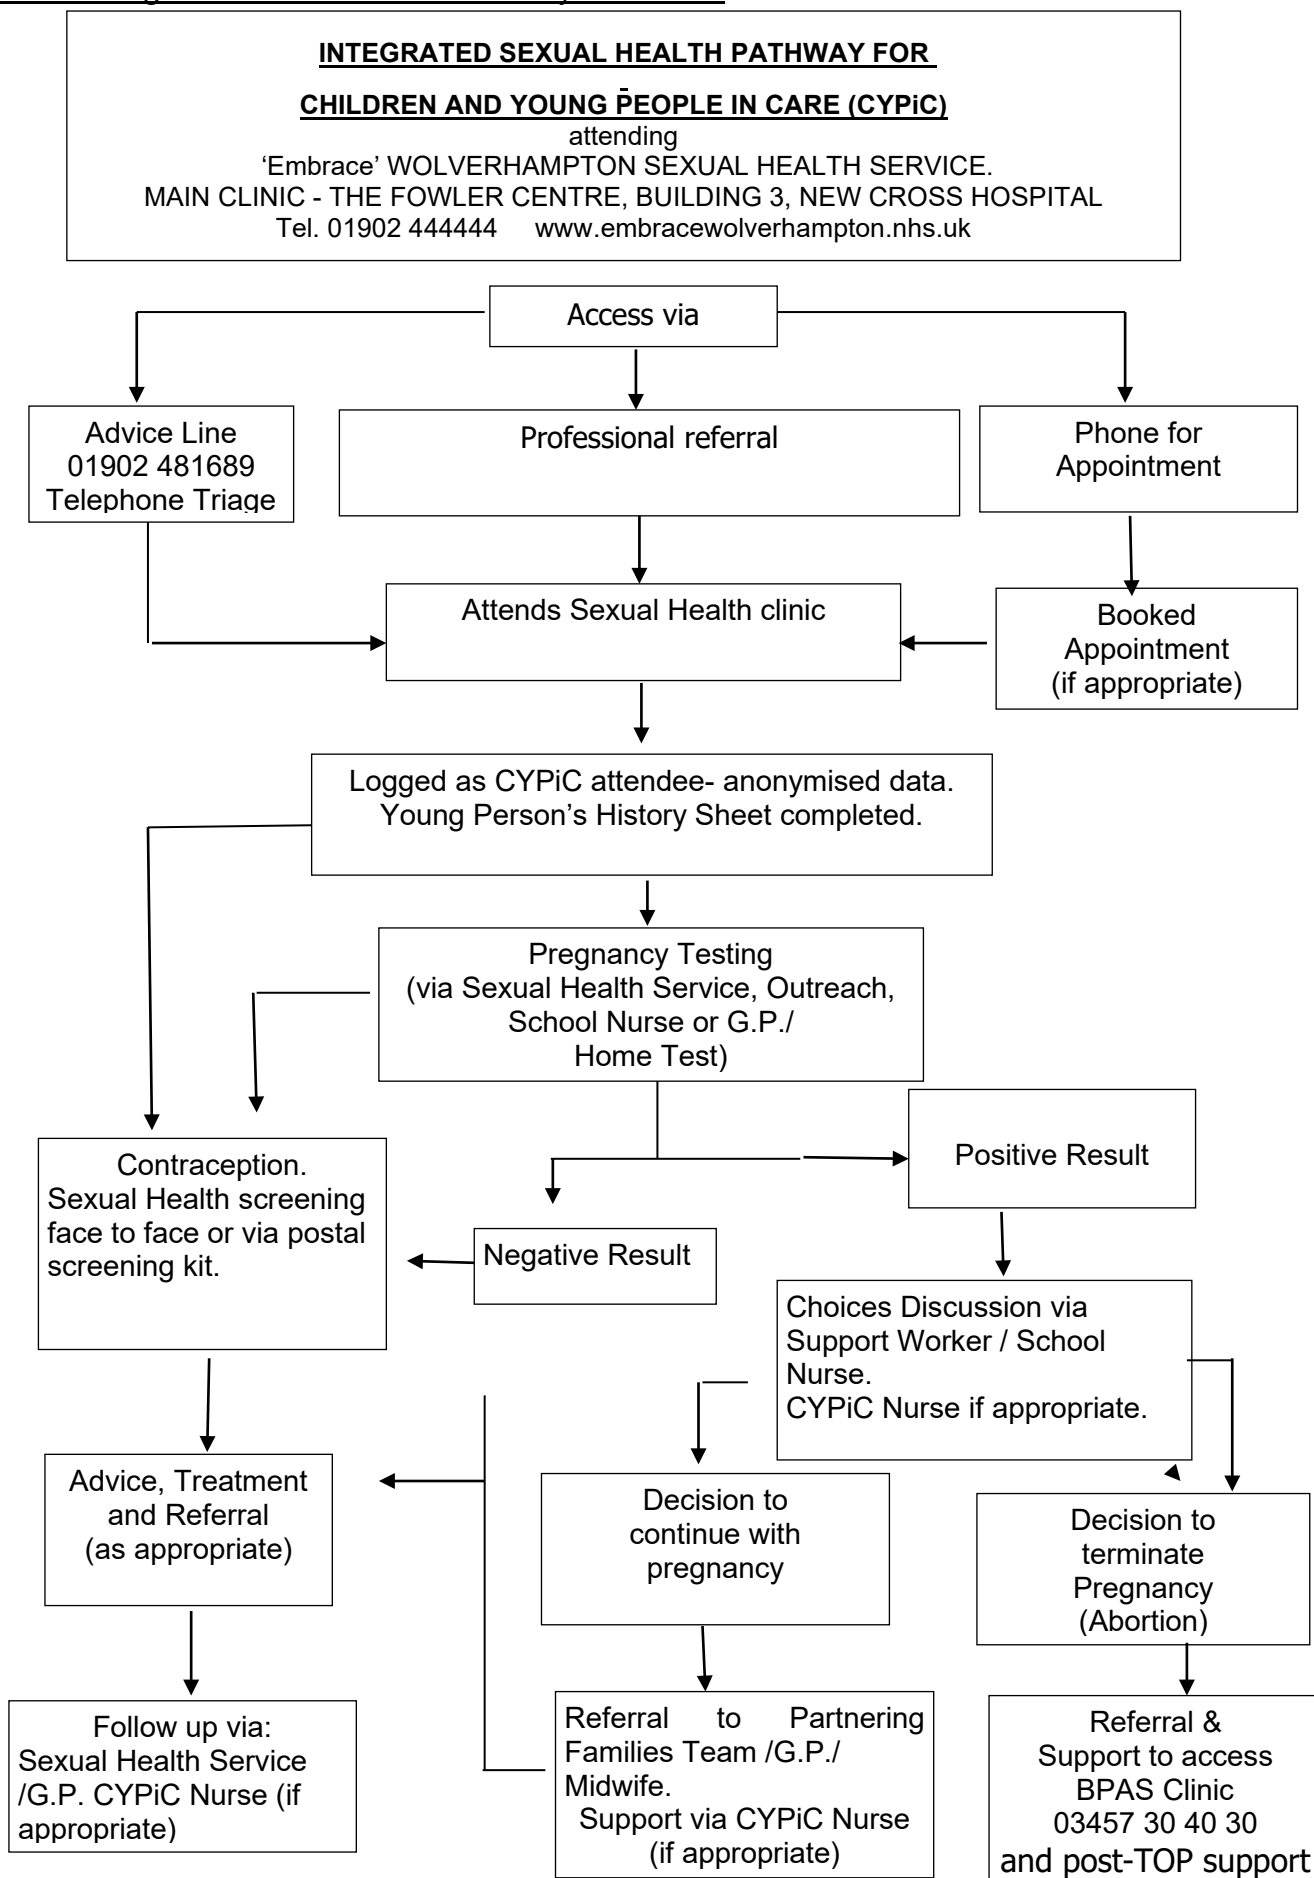 INTEGRATED SEXUAL HEALTH PATHWAY FOR
CHILDREN AND YOUNG PEOPLE IN CARE (CYPiC)
attending
‘Embrace’ WOLVERHAMPTON SEXUAL HEALTH SERVICE.
MAIN CLINIC - THE FOWLER CENTRE, BUILDING 3, NEW CROSS HOSPITAL
Tel. 01902 444444 www.embracewolverhampton.nhs.uk
Access via
Advice Line
01902 481689
Telephone Triage
Professional referral
Phone for
Appointment
Attends Sexual Health clinic
Booked
Appointment
(if appropriate)
Logged as CYPiC attendee- anonymised data.
Young Person’s History Sheet completed.
Pregnancy Testing
(via Sexual Health Service, Outreach,
School Nurse or G.P./
Home Test)
Positive Result
Contraception.
Sexual Health screening
face to face or via postal
screening kit.
Negative Result
Choices Discussion via
Support Worker / School
Nurse.
CYPiC Nurse if appropriate.
Advice, Treatment
and Referral
(as appropriate)
Decision to
continue with
pregnancy
Decision to
terminate
Pregnancy
(Abortion)
Follow up via:
Sexual Health Service
/G.P. CYPiC Nurse (if
appropriate)
Referral to Partnering
Families Team /G.P./
Midwife.
Support via CYPiC Nurse
(if appropriate)
Referral &
Support to access
BPAS Clinic
03457 30 40 30
and post-TOP support